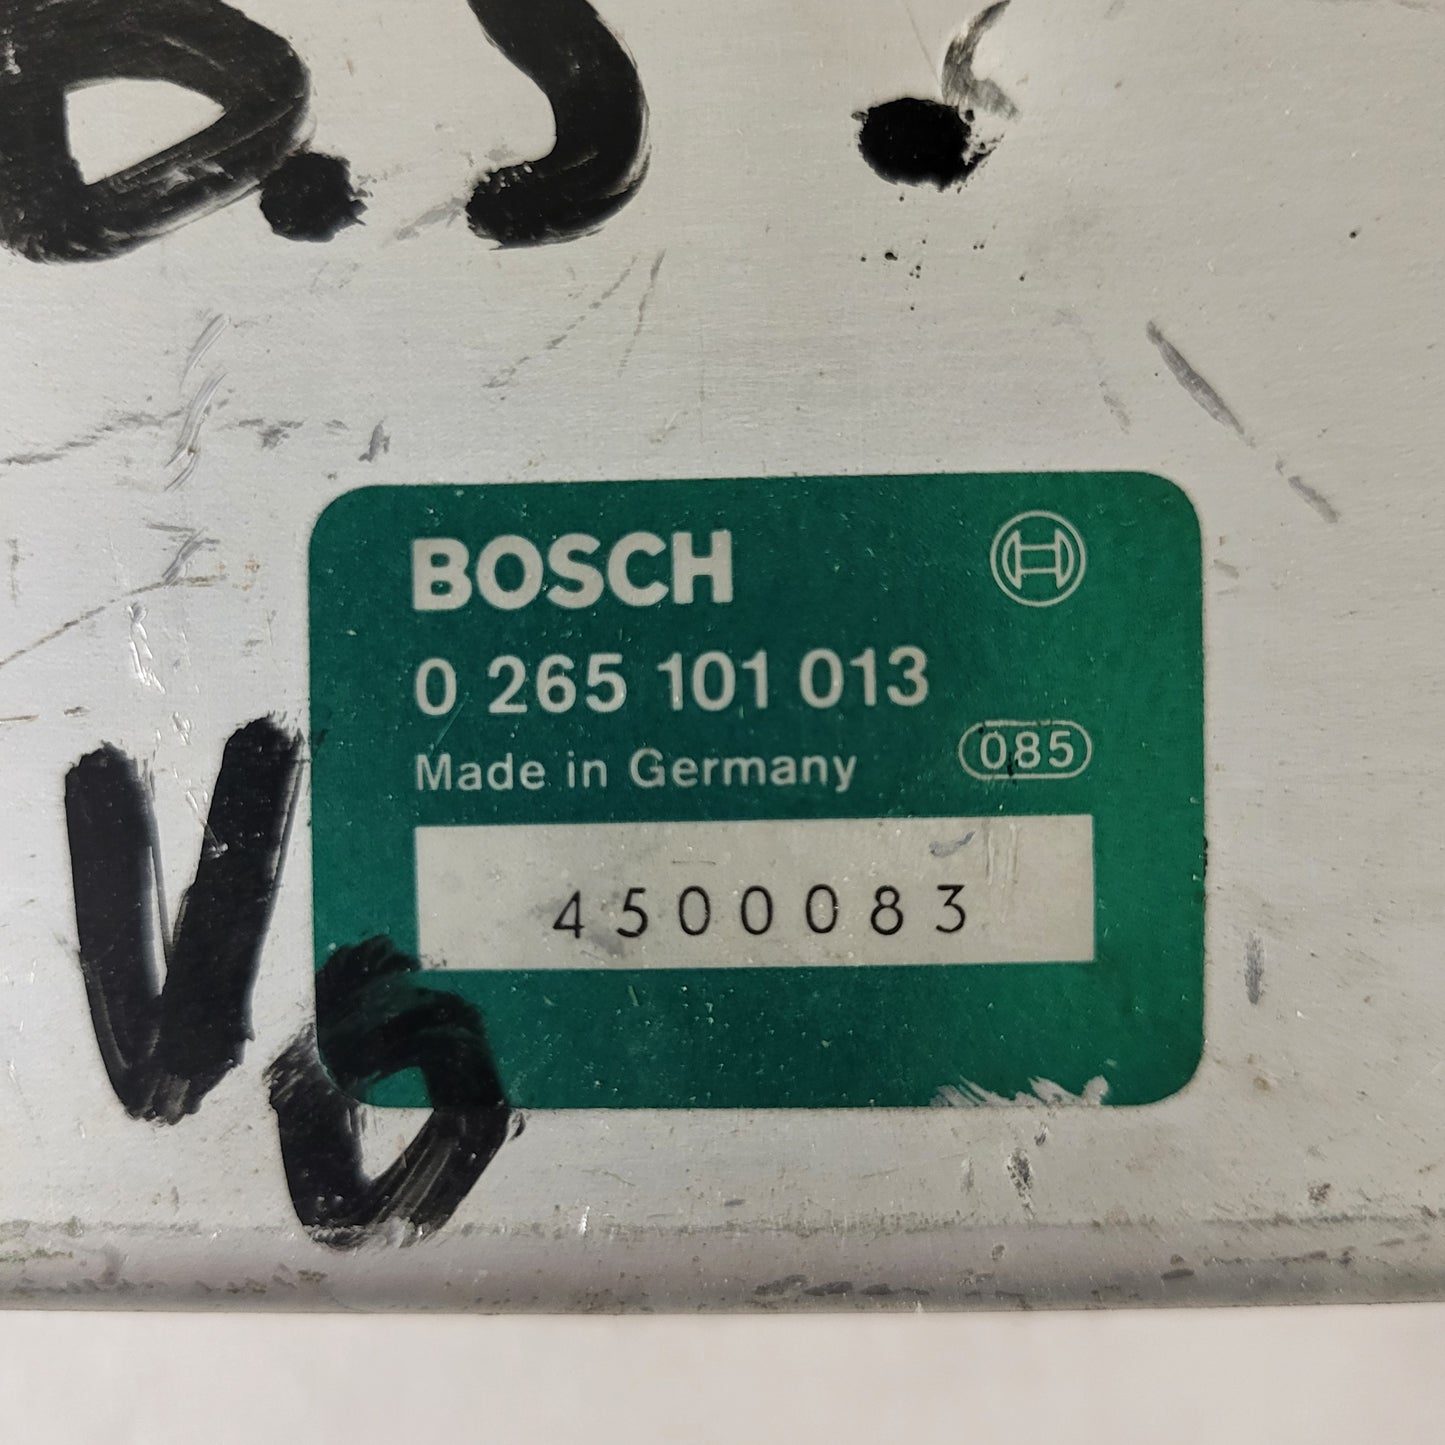 BOSCH
0 265 101 013
Made in Germany 085
4500083